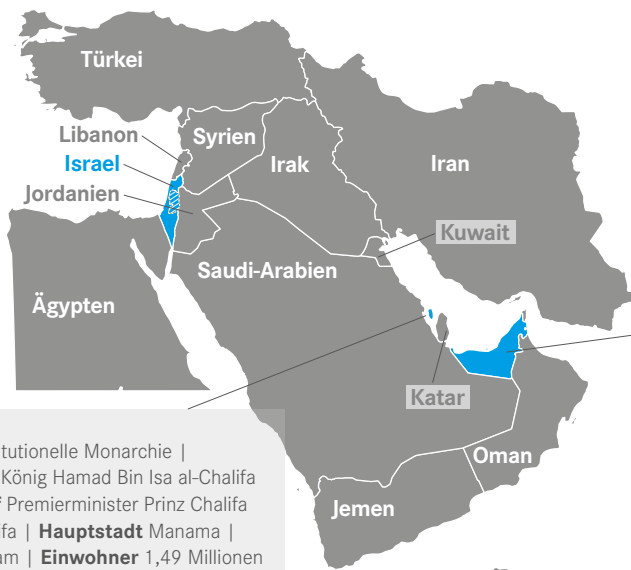 Türkei
Libanon
Syrien
Israel
Irak
Iran
Jordanien
Kuwait
Saudi-Arabien
Ägypten
Katar
Oman
Jemen
tutionelle Monarchie |
König Hamad Bin Isa al-Chalifa
Premierminister Prinz Chalifa
ifa | Hauptstadt Manama |
am | Einwohner 1,49 Millionen